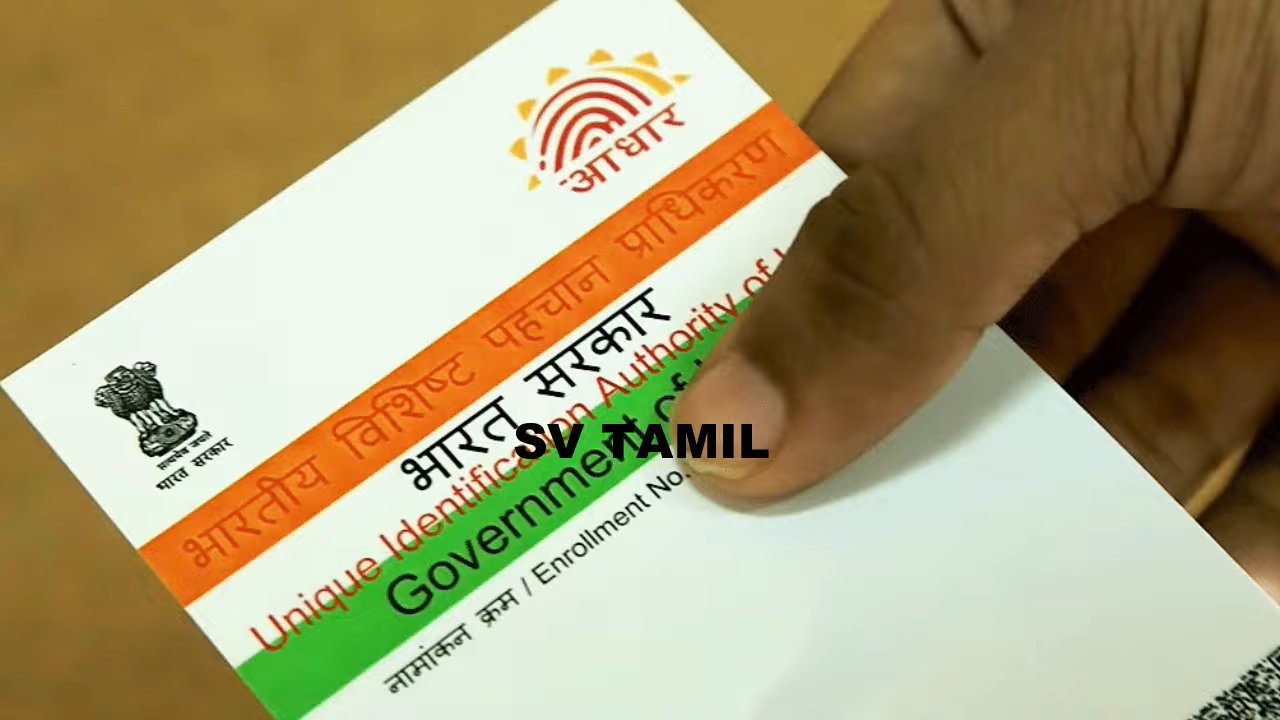 आधार
भारतीय विशिष्ट पहचान प्राधिकरण
सत्यमेव जयते
भारत सरकार
भारत सरकार
Unique Identification Authority of
Government of
नामांकन क्रम / Enrollment No.
SV TAMIL